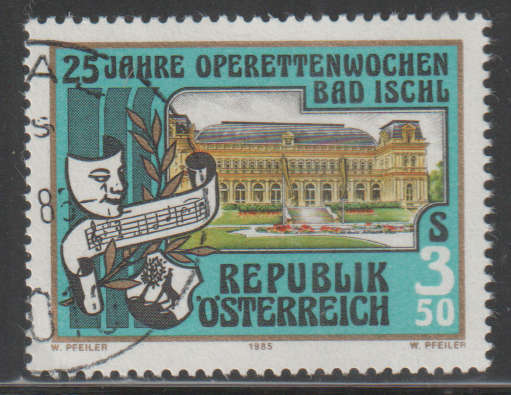 25 JAHRE OPERETTENWOCHEN
BAD ISCHL
REPUBLIK
ÖSTERREICH
S
3
50
W. PFEILER
1985
W. PFEILER